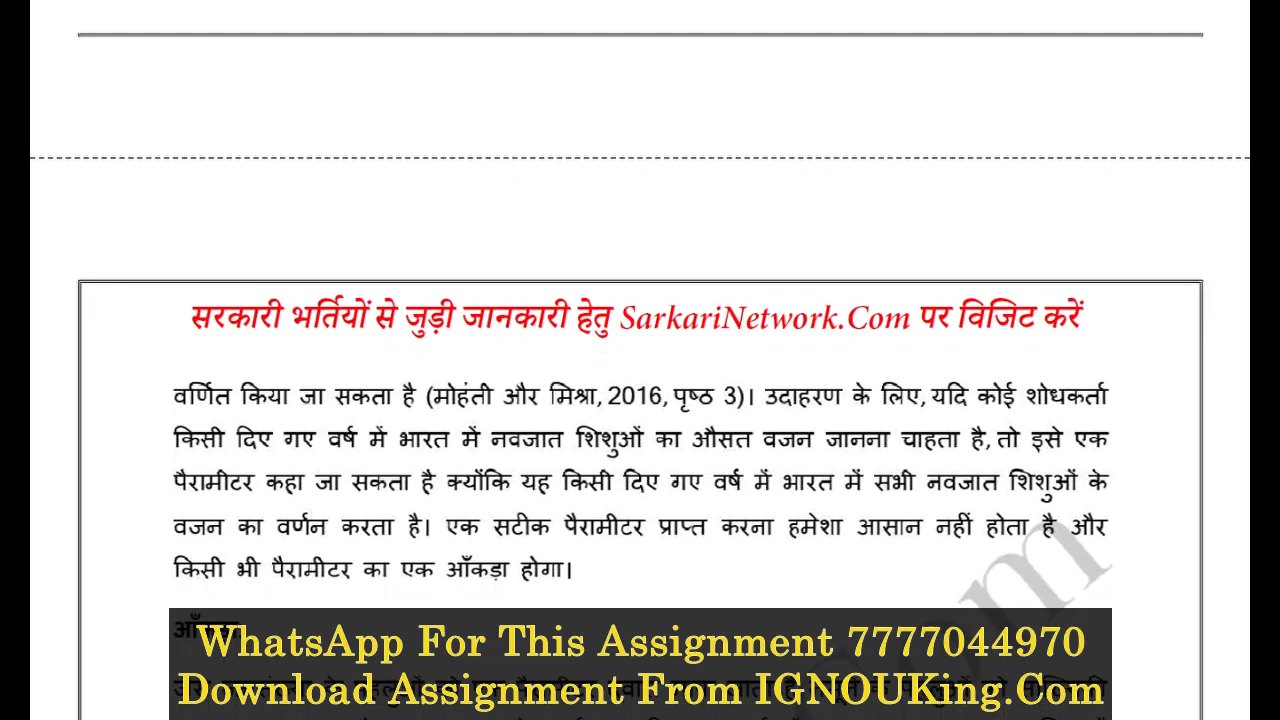 सरकारी भर्तियों से जुड़ी जानकारी हेतु SarkariNetwork.Com पर विजिट करें
वर्णित किया जा सकता है (मोहंती और मिश्रा, 2016, पृष्ठ 3)। उदाहरण के लिए, यदि कोई शोधकर्ता
किसी दिए गए वर्ष में भारत में नवजात शिशुओं का औसत वजन जानना चाहता है, तो इसे एक
पैरामीटर कहा जा सकता है क्योंकि यह किसी दिए गए वर्ष में भारत में सभी नवजात शिशुओं के
वजन का वर्णन करता है। एक सटीक पैरामीटर प्राप्त करना हमेशा आसान नहीं होता है और
किसी भी पैरामीटर का एक आँकड़ा होगा।
WhatsApp For This Assignment 7777044970
Download Assignment From IGNOUKing.Com